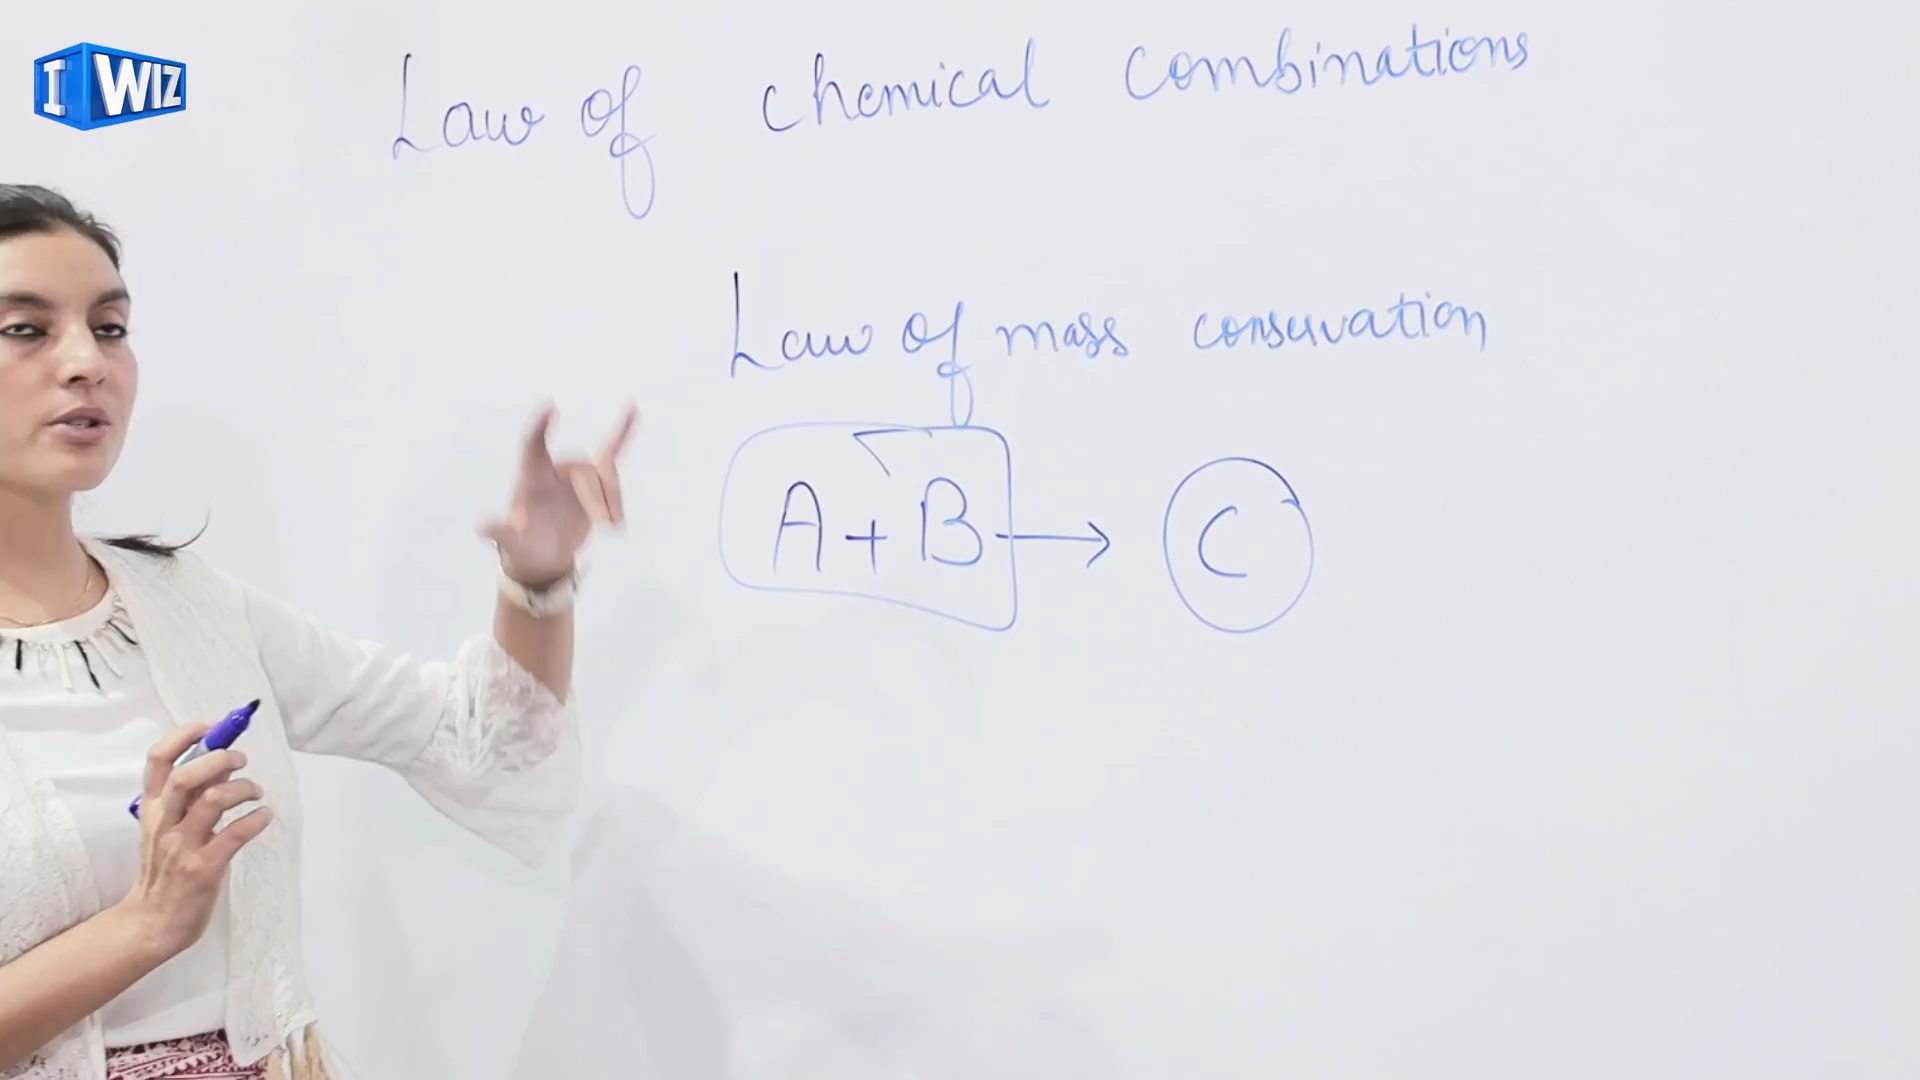 I WIZ
Law of chemical combinations
Law of mass conservation
A + B → C